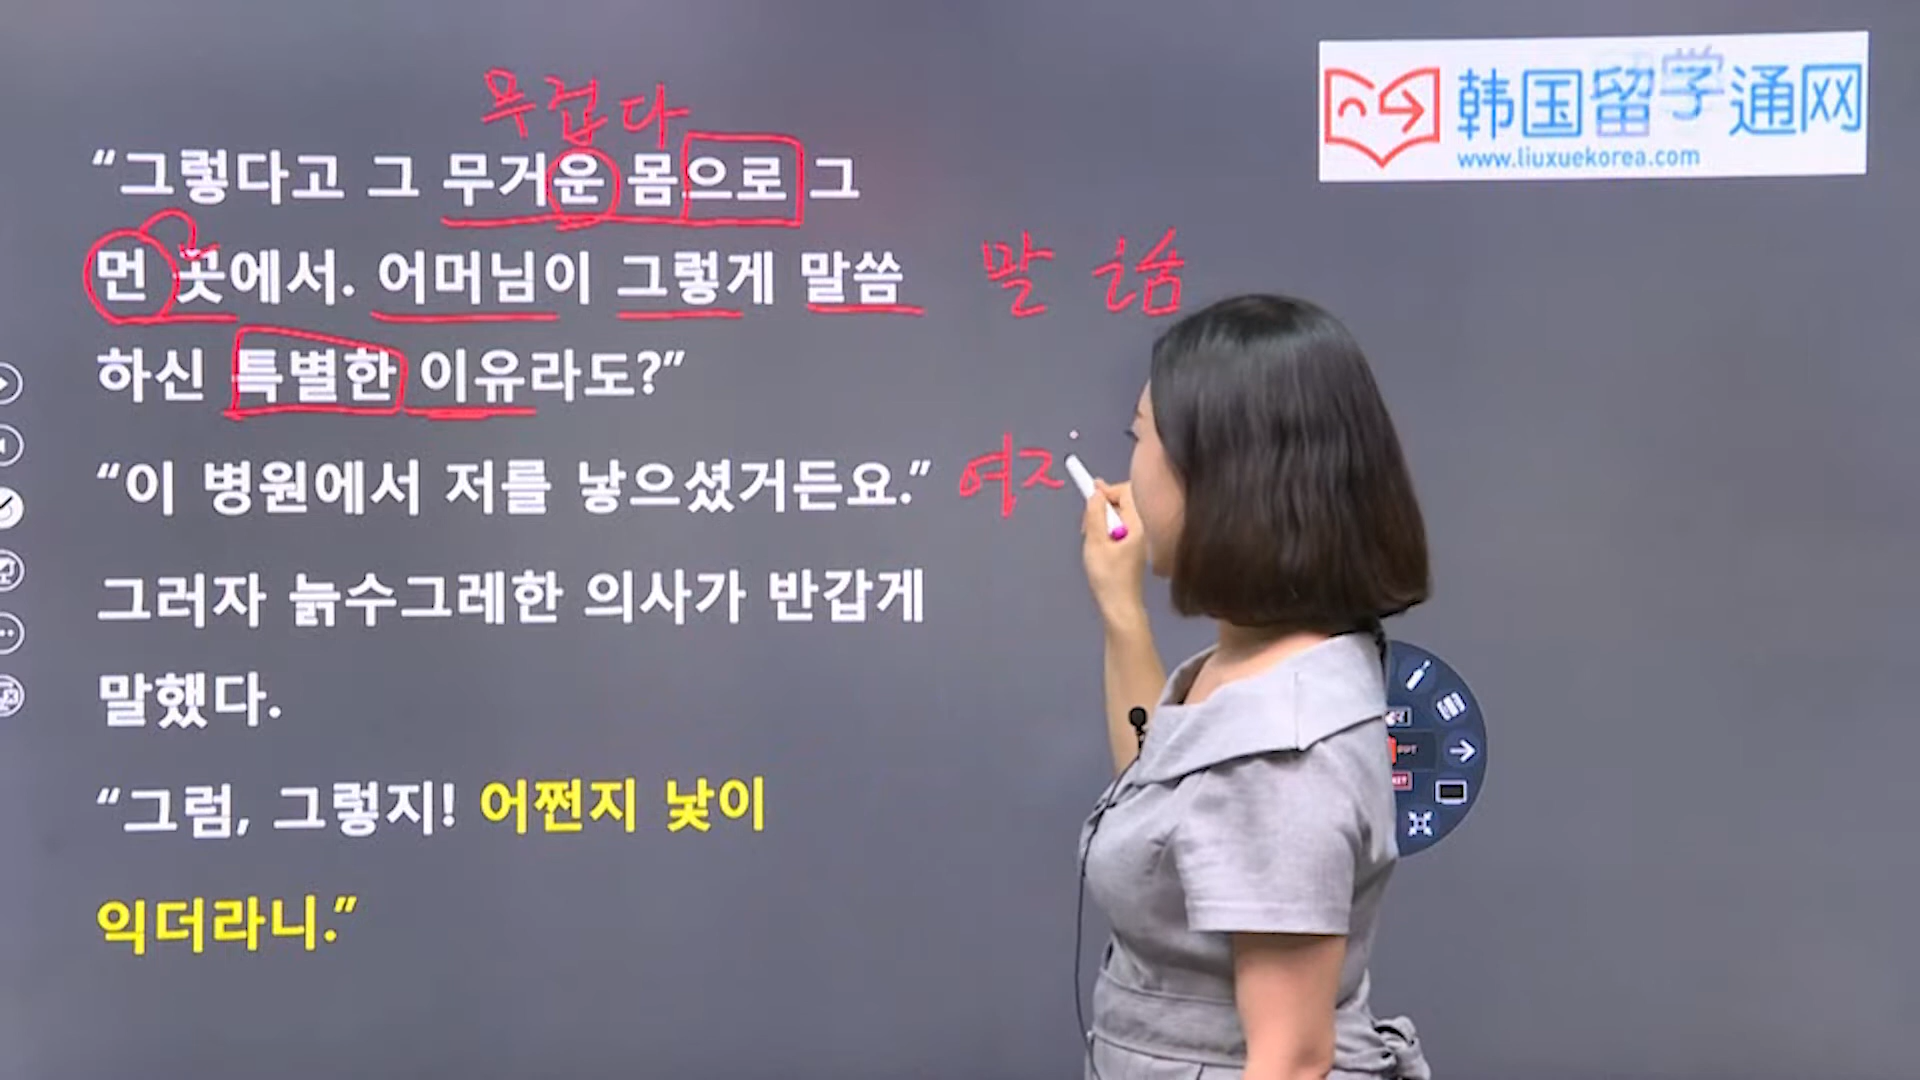 무겁다
“그렇다고 그 무거운 몸으로 그
먼 곳에서. 어머님이 그렇게 말씀
하신 특별한 이유라도?”
“이 병원에서 저를 낳으셨거든요.”
그러자 늙수그레한 의사가 반갑게
말했다.
“그럼, 그렇지! 어쩐지 낯이
익더라니.”
말 话
여자
韩国留学通网
www.liuxuekorea.com